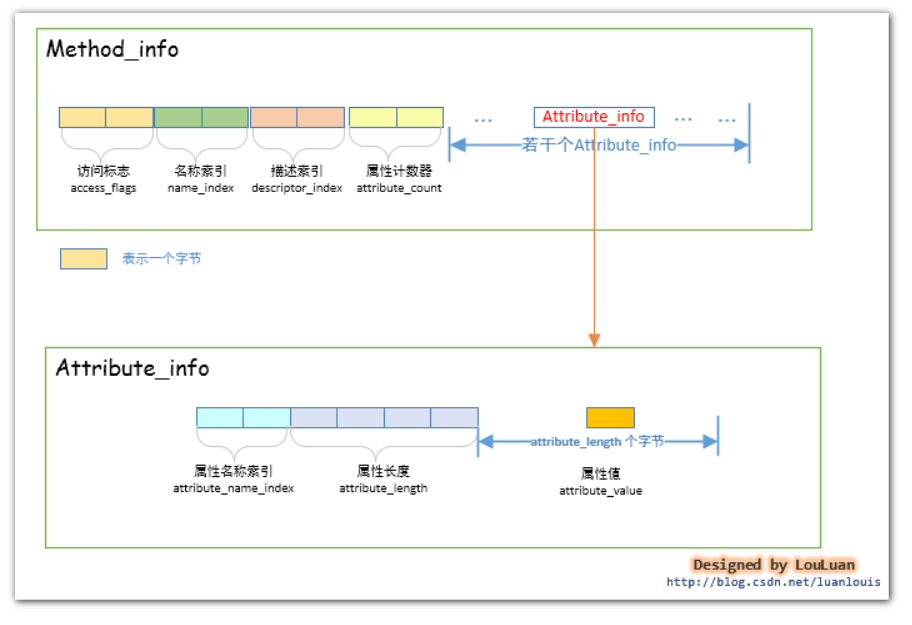 Method_info
... Attribute_info ... ...
若干个Attribute_info
访问标志 名称索引 描述索引 属性计数器
access_flags name_index descriptor_index attribute_count
表示一个字节
Attribute_info
attribute_length 个字节
属性名称索引 属性长度 属性值
attribute_name_index attribute_length attribute_value
Designed by LouLuan
http://blog.csdn.net/luanlouis